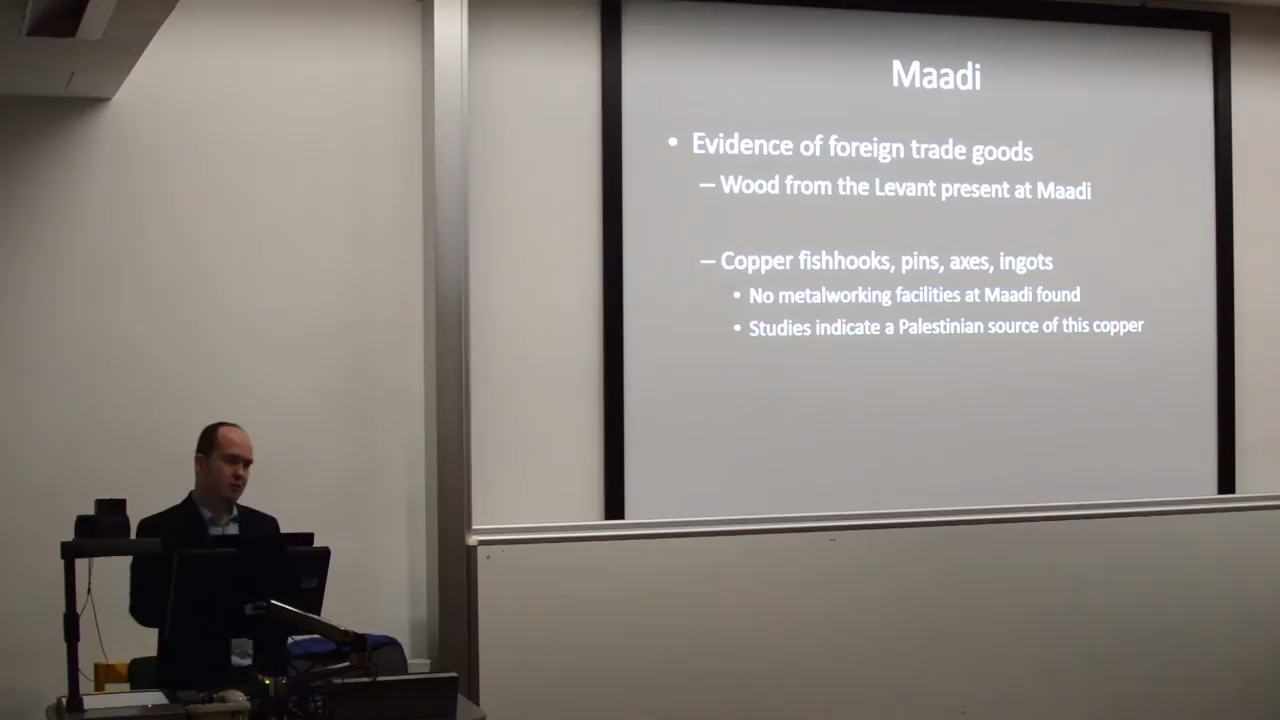 Maadi
• Evidence of foreign trade goods
– Wood from the Levant present at Maadi
– Copper fishhooks, pins, axes, ingots
• No metalworking facilities at Maadi found
• Studies indicate a Palestinian source of this copper